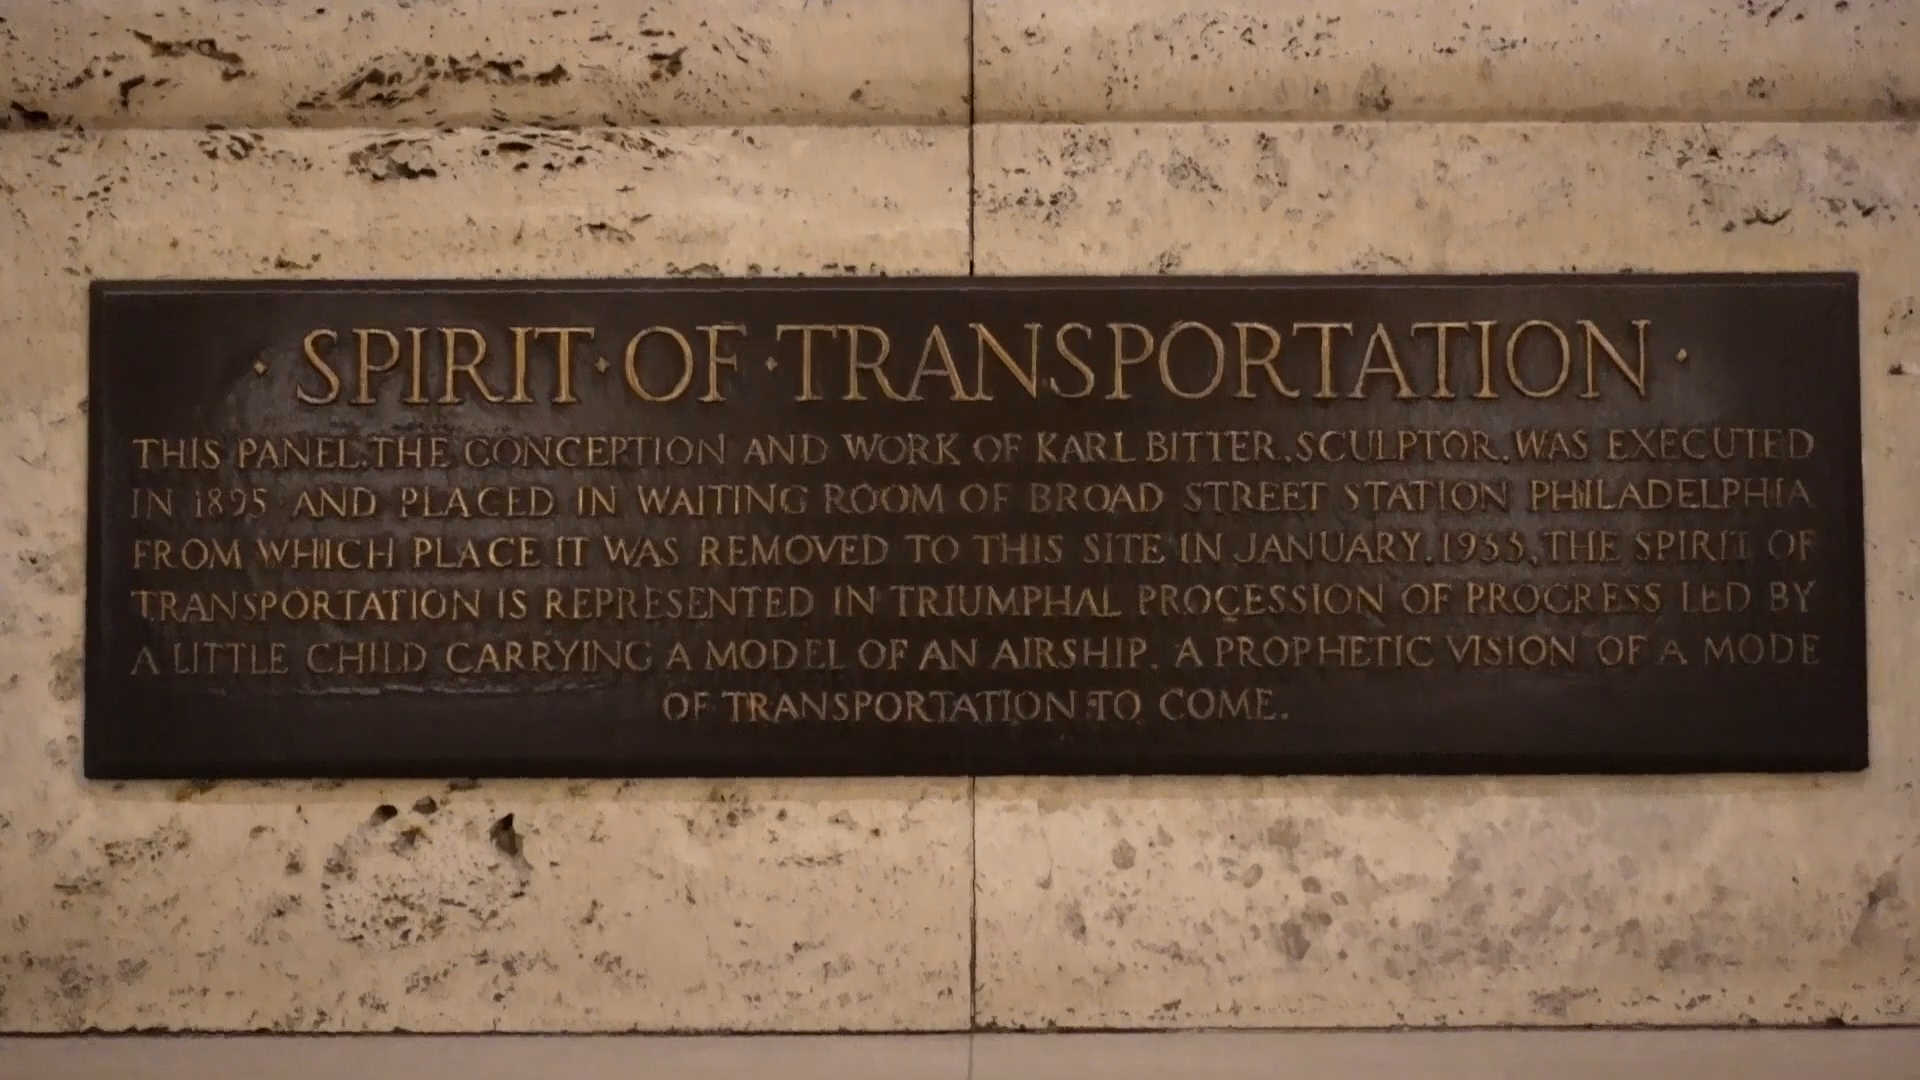 · SPIRIT · OF · TRANSPORTATION ·
THIS PANEL, THE CONCEPTION AND WORK OF KARL BITTER, SCULPTOR, WAS EXECUTED
IN 1895 AND PLACED IN WAITING ROOM OF BROAD STREET STATION PHILADELPHIA
FROM WHICH PLACE IT WAS REMOVED TO THIS SITE IN JANUARY, 1933, THE SPIRIT OF
TRANSPORTATION IS REPRESENTED IN TRIUMPHAL PROCESSION OF PROGRESS LED BY
A LITTLE CHILD CARRYING A MODEL OF AN AIRSHIP, A PROPHETIC VISION OF A MODE
OF TRANSPORTATION TO COME.